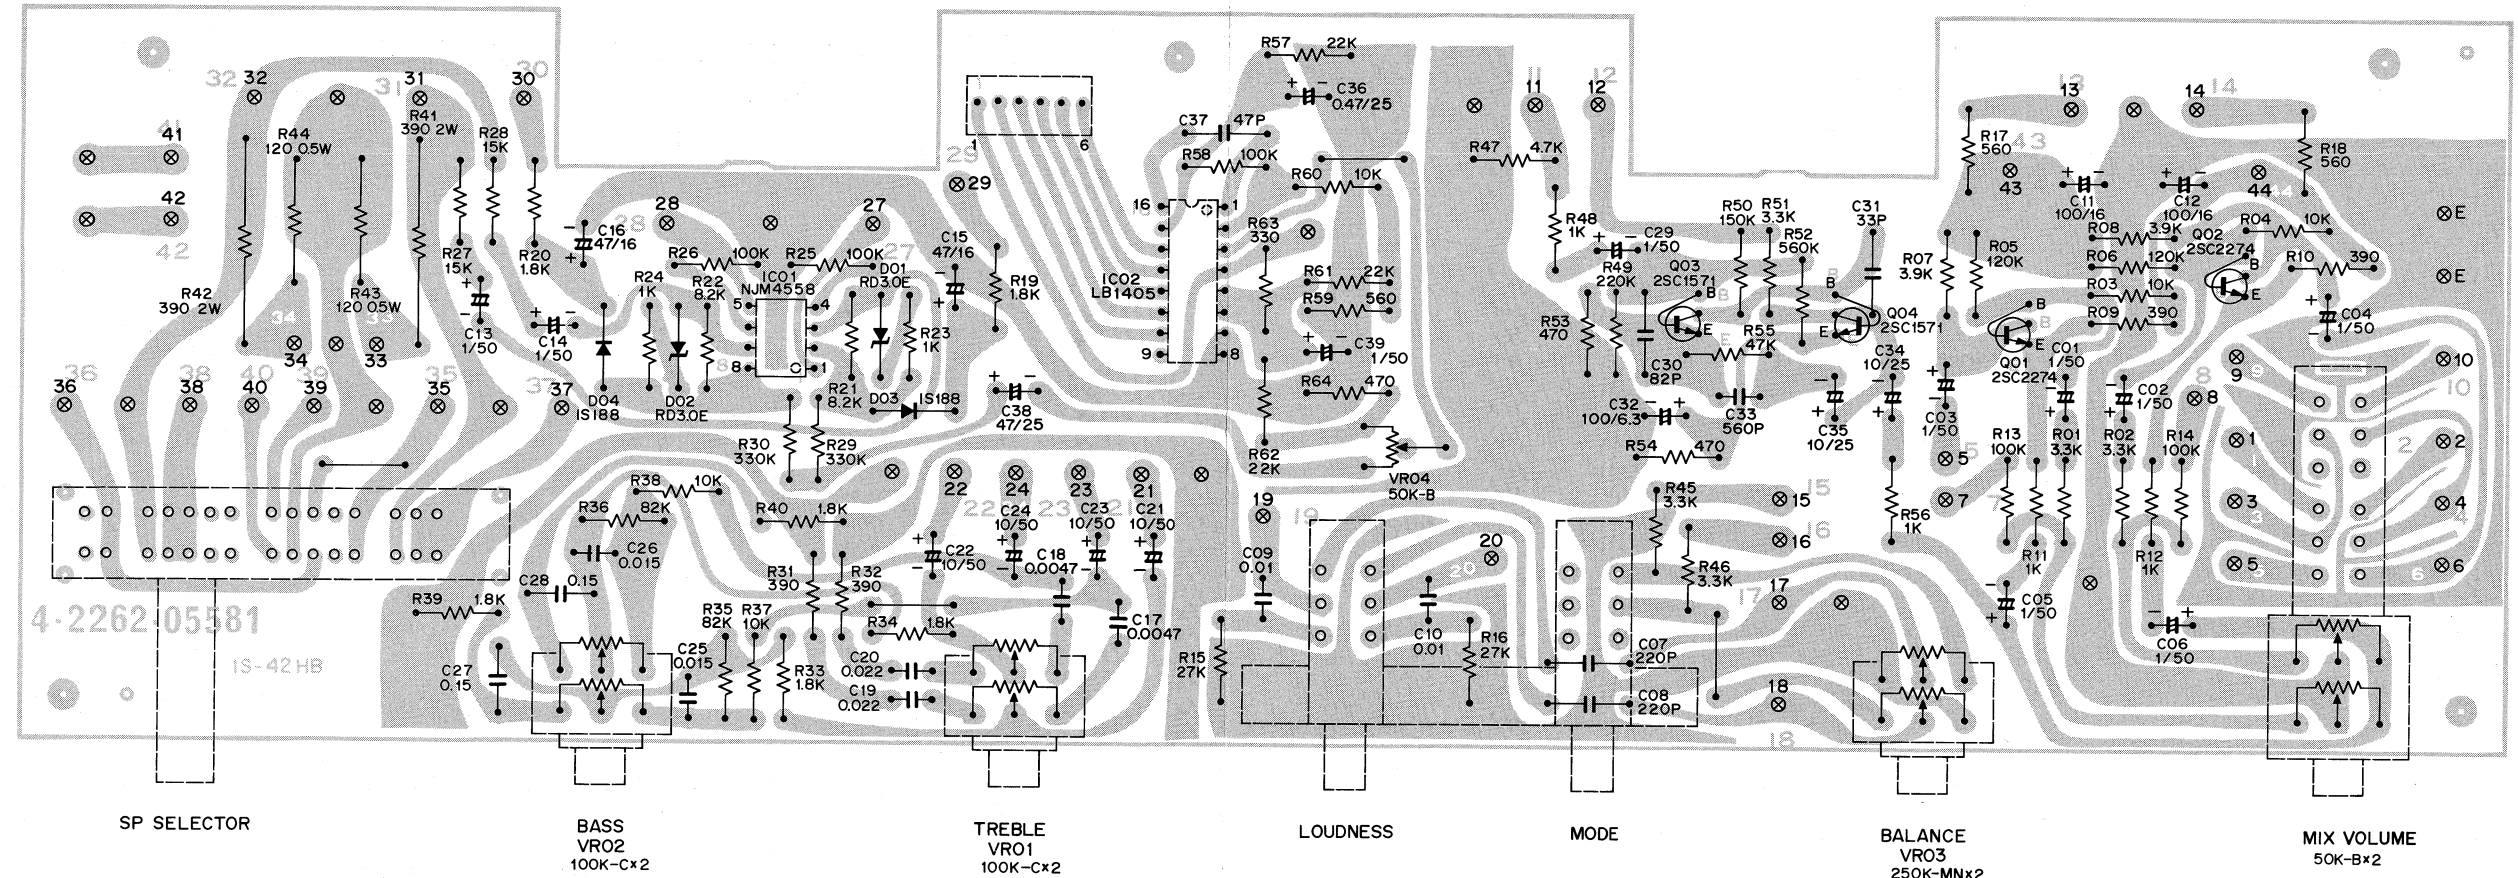 32
31
30
41
42
R44
120 0.5W
R41
390 2W
R28
15K
R42
390 2W
R43
120 0.5W
R27
15K
R20
1.8K
34
33
36
38
40
39
35
37
C13
1/50
C14
1/50
C16
47/16
28
27
29
R26
100K
R25
100K
R24
1K
R22
8.2K
IC01
NJM4558
5
4
8
1
D01
RD3.0E
R23
1K
R21
8.2K
D03
IS188
D04
IS188
D02
RD3.0E
R30
330K
R29
330K
C15
47/16
R19
1.8K
C38
47/25
1
6
R57
22K
C36
0.47/25
C37
47P
R58
100K
R60
10K
16
1
9
8
IC02
LB1405
R63
330
R61
22K
R59
560
C39
1/50
R64
470
R62
22K
VR04
50K-B
11
12
R47
4.7K
R48
1K
C29
1/50
R49
220K
R53
470
Q03
2SC1571
B
E
R50
150K
R51
3.3K
R52
560K
C31
33P
R55
47K
C30
82P
C32
100/6.3
C33
560P
R54
470
Q04
2SC1571
B
E
C34
10/25
C35
10/25
13
14
R17
560
43
C11
100/16
C12
100/16
R18
560
44
R08
3.9K
R06
120K
R03
10K
R09
390
R04
10K
R10
390
Q02
2SC2274
B
E
R07
3.9K
R05
120K
Q01
2SC2274
B
E
C03
1/50
C01
1/50
C02
1/50
C04
1/50
E
E
10
9
8
1
2
3
4
5
6
R13
100K
R01
3.3K
R02
3.3K
R14
100K
R11
1K
R12
1K
5
7
R56
1K
C05
1/50
C06
1/50
R38
10K
R36
82K
C26
0.015
C28
0.15
R39
1.8K
4-2262-05581
IS-42HB
C27
0.15
C25
0.015
R35
82K
R37
10K
R33
1.8K
R40
1.8K
R31
390
R32
390
R34
1.8K
C20
0.022
C19
0.022
22
24
23
21
C22
10/50
C24
10/50
C23
10/50
C21
10/50
C18
0.0047
C17
0.0047
19
C09
0.01
R15
27K
20
C10
0.01
R16
27K
R45
3.3K
R46
3.3K
C07
220P
C08
220P
15
16
17
18
SP SELECTOR
BASS
VR02
100K-C×2
TREBLE
VR01
100K-C×2
LOUDNESS
MODE
BALANCE
VR03
250K-MN×2
MIX VOLUME
50K-B×2